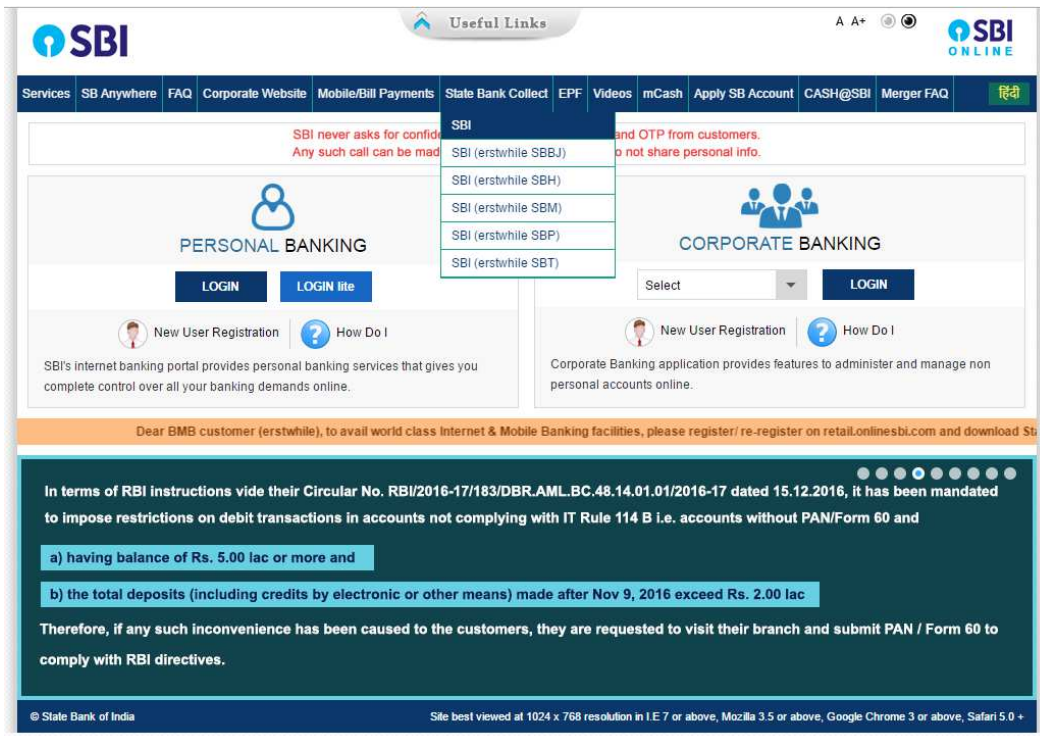 SBI
Useful Links
A A+
SBI
ONLINE
Services SB Anywhere FAQ Corporate Website Mobile/Bill Payments State Bank Collect EPF Videos mCash Apply SB Account CASH@SBI Merger FAQ हिंदी
SBI
SBI (erstwhile SBBJ)
SBI (erstwhile SBH)
SBI (erstwhile SBM)
SBI (erstwhile SBP)
SBI (erstwhile SBT)
SBI never asks for and OTP from customers.
Any such call can be not share personal info.
PERSONAL BANKING
LOGIN LOGIN lite
New User Registration ? How Do I
SBI's internet banking portal provides personal banking services that gives you
complete control over all your banking demands online.
CORPORATE BANKING
Select LOGIN
New User Registration ? How Do I
Corporate Banking application provides features to administer and manage non
personal accounts online.
Dear BMB customer (erstwhile), to avail world class Internet & Mobile Banking facilities, please register/ re-register on retail.onlinesbi.com and download
In terms of RBI instructions vide their Circular No. RBI/2016-17/183/DBR.AML.BC.48.14.01.01/2016-17 dated 15.12.2016, it has been mandated
to impose restrictions on debit transactions in accounts not complying with IT Rule 114 B i.e. accounts without PAN/Form 60 and
a) having balance of Rs. 5.00 lac or more and
b) the total deposits (including credits by electronic or other means) made after Nov 9, 2016 exceed Rs. 2.00 lac
Therefore, if any such inconvenience has been caused to the customers, they are requested to visit their branch and submit PAN / Form 60 to
comply with RBI directives.
© State Bank of India Site best viewed at 1024 x 768 resolution in I.E 7 or above, Mozilla 3.5 or above, Google Chrome 3 or above, Safari 5.0 +